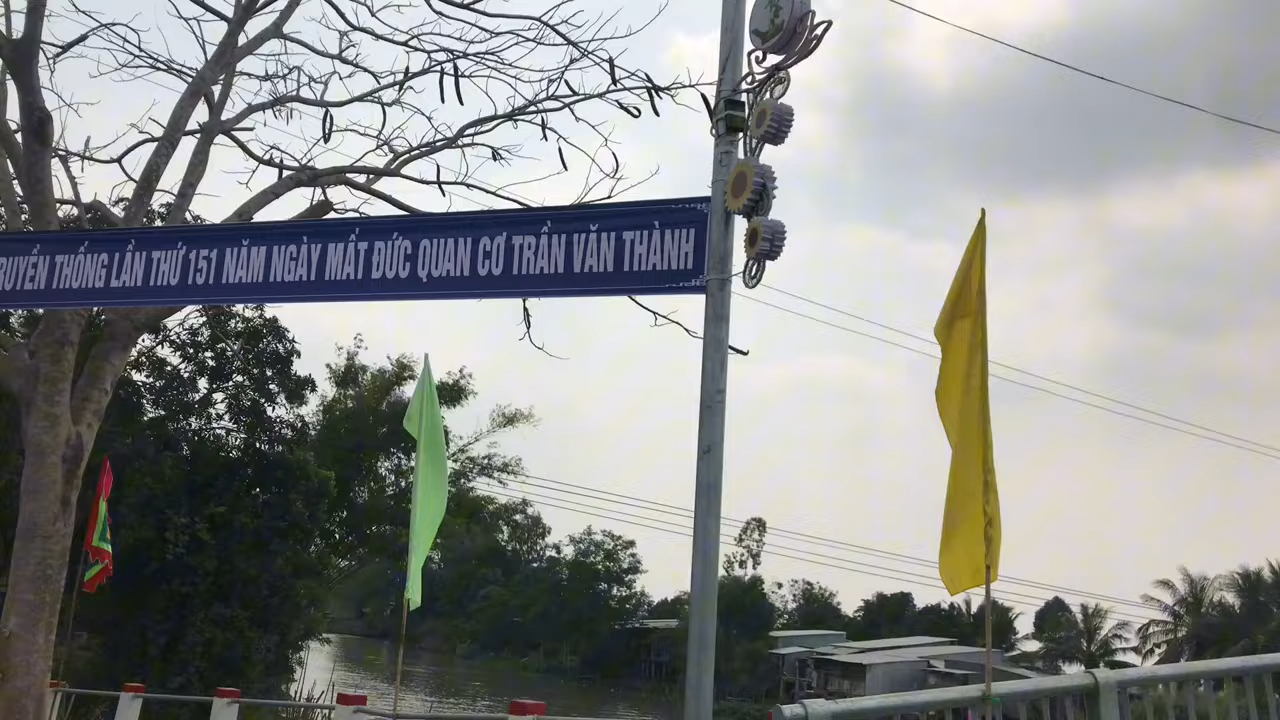 RUYỀN THỐNG LẦN THỨ 151 NĂM NGÀY MẤT ĐỨC QUAN CƠ TRẦN VĂN THÀNH